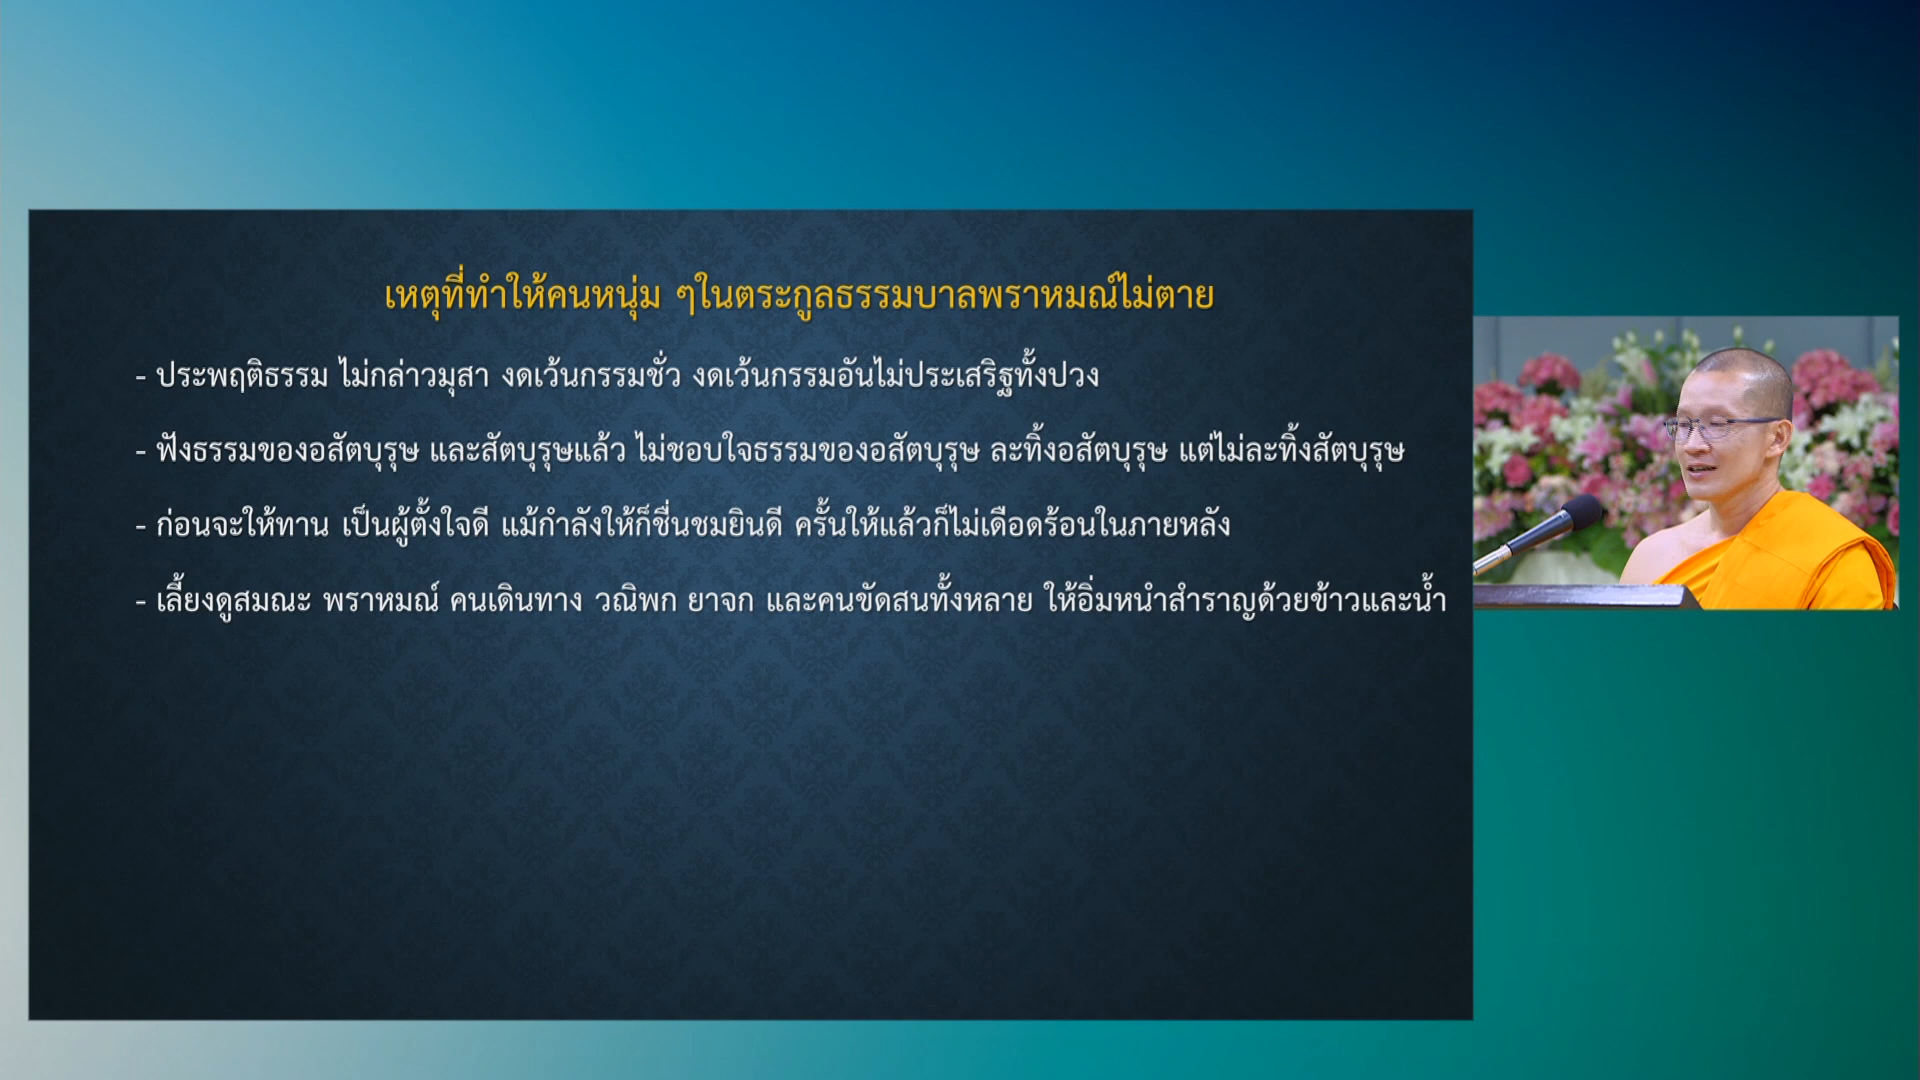 เหตุที่ทำให้คนหนุ่ม ๆในตระกูลธรรมบาลพราหมณ์ไม่ตาย
- ประพฤติธรรม ไม่กล่าวมุสา งดเว้นกรรมชั่ว งดเว้นกรรมอันไม่ประเสริฐทั้งปวง
- ฟังธรรมของอสัตบุรุษ และสัตบุรุษแล้ว ไม่ชอบใจธรรมของอสัตบุรุษ ละทิ้งอสัตบุรุษ แต่ไม่ละทิ้งสัตบุรุษ
- ก่อนจะให้ทาน เป็นผู้ตั้งใจดี แม้กำลังให้ก็ชื่นชมยินดี ครั้นให้แล้วก็ไม่เดือดร้อนในภายหลัง
- เลี้ยงดูสมณะ พราหมณ์ คนเดินทาง วณิพก ยาจก และคนขัดสนทั้งหลาย ให้อิ่มหนำสำราญด้วยข้าวและน้ำ